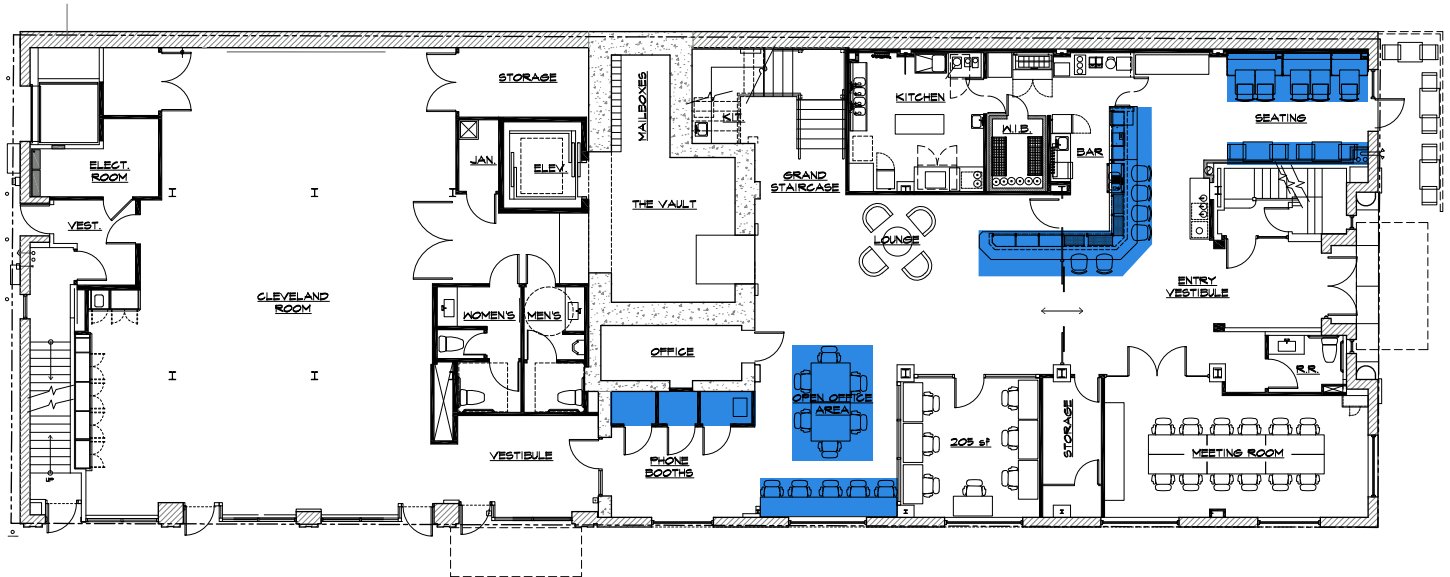 STORAGE
MAILBOXES
KITCHEN
KIT.
W.I.B.
BAR
SEATING
ELECT.
ROOM
JAN.
ELEV.
GRAND
STAIRCASE
THE VAULT
VEST.
LOUNGE
CLEVELAND
ROOM
WOMEN'S
MEN'S
ENTRY
VESTIBULE
OFFICE
R.R.
OPEN OFFICE
AREA
205 SF
STORAGE
VESTIBULE
PHONE
BOOTHS
MEETING ROOM
UP